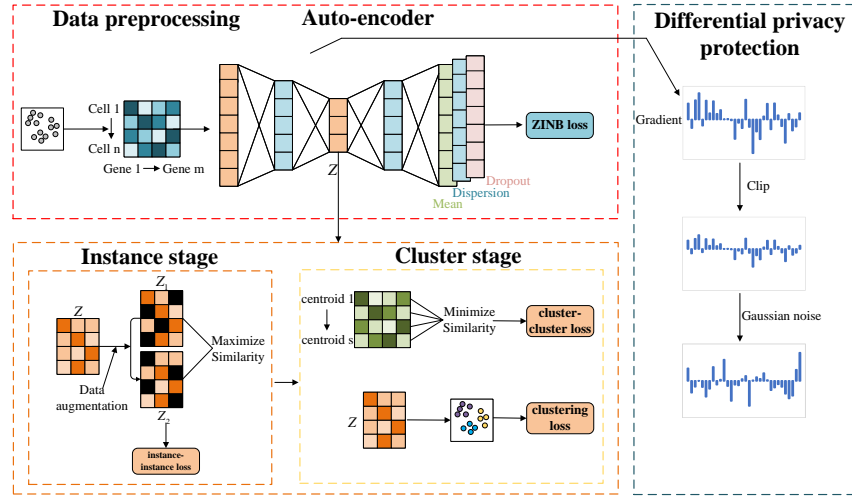 Data preprocessing
Auto-encoder
Cell 1
Cell n
Gene 1
Gene m
Z
ZINB loss
Dropout
Dispersion
Mean
Differential privacy
protection
Gradient
Clip
Gaussian noise
Instance stage
Z
Data
augmentation
Z1
Z2
Maximize
Similarity
instance-
instance loss
Cluster stage
centroid 1
centroid s
Minimize
Similarity
cluster-
cluster loss
Z
clustering
loss